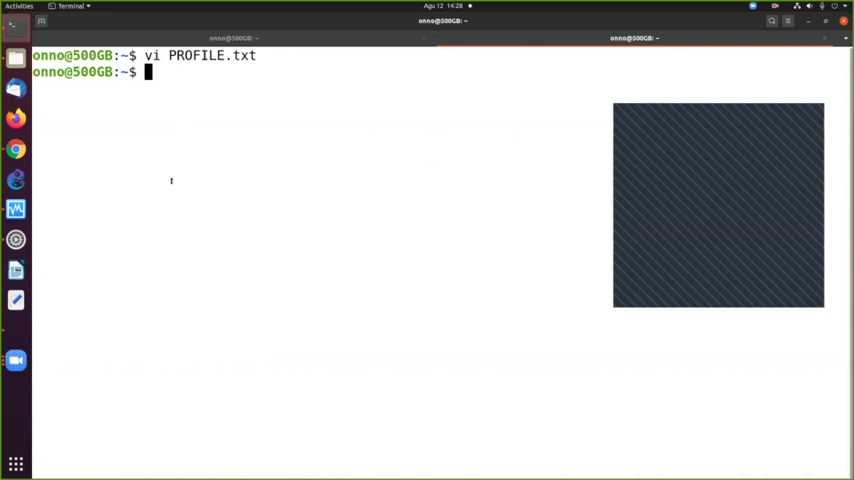 Activities
Terminal
Agu 12 14:28
onno@500GB: ~
onno@500GB: ~
onno@500GB: ~
onno@500GB:~$ vi PROFILE.txt
onno@500GB:~$